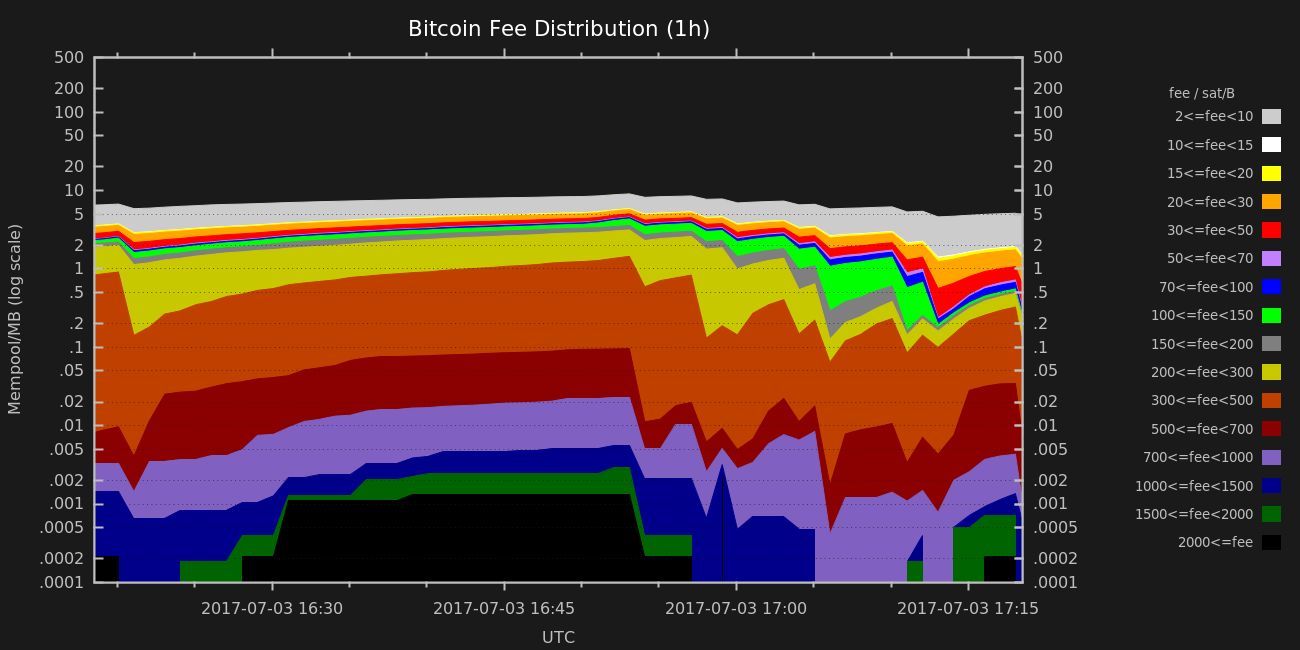 Bitcoin Fee Distribution (1h)
500 500
200 200
100 100
50 50
20 20
10 10
5 5
2 2
1 1
.5 .5
.2 .2
.1 .1
.05 .05
.02 .02
.01 .01
.005 .005
.002 .002
.001 .001
.0005 .0005
.0002 .0002
.0001 .0001
Mempool/MB (log scale)
2017-07-03 16:30 2017-07-03 16:45 2017-07-03 17:00 2017-07-03 17:15
UTC
fee / sat/B
2<=fee<10
10<=fee<15
15<=fee<20
20<=fee<30
30<=fee<50
50<=fee<70
70<=fee<100
100<=fee<150
150<=fee<200
200<=fee<300
300<=fee<500
500<=fee<700
700<=fee<1000
1000<=fee<1500
1500<=fee<2000
2000<=fee